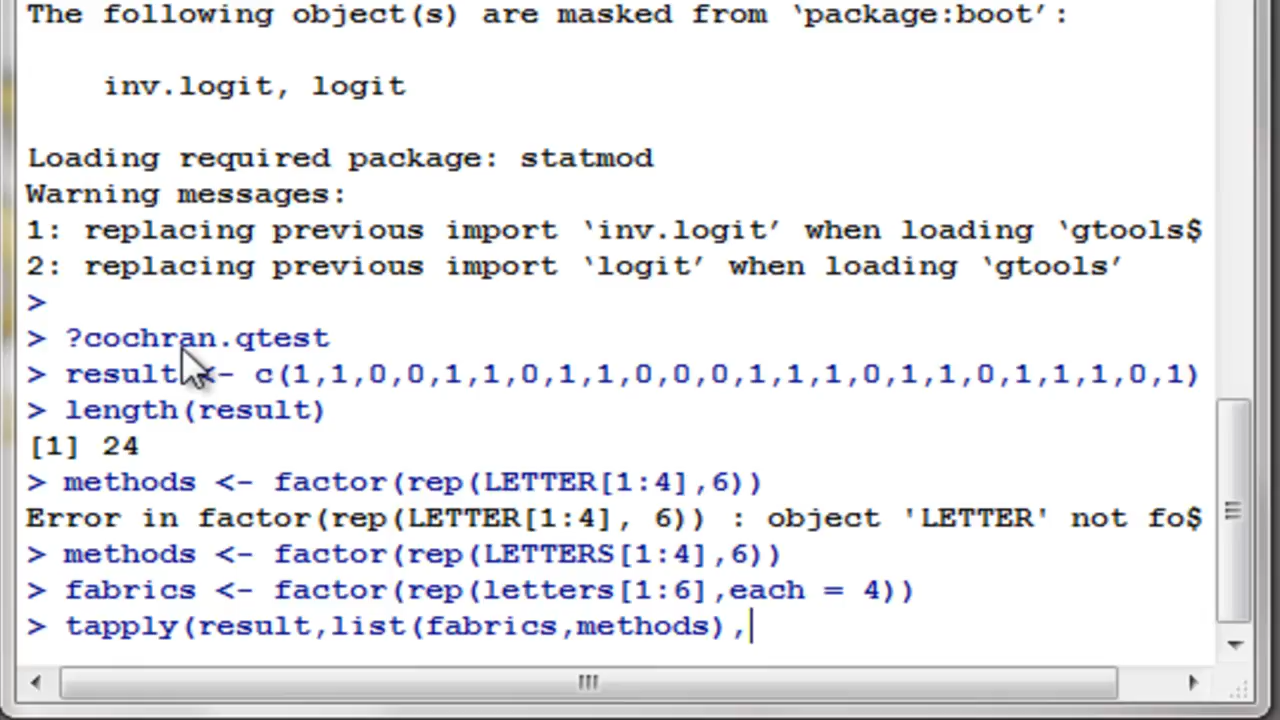 The following object(s) are masked from ‘package:boot’:
inv.logit, logit
Loading required package: statmod
Warning messages:
1: replacing previous import ‘inv.logit’ when loading ‘gtools$
2: replacing previous import ‘logit’ when loading ‘gtools’
>
> ?cochran.qtest
> result <- c(1,1,0,0,1,1,0,1,1,0,0,0,1,1,1,0,1,1,0,1,1,1,0,1)
> length(result)
[1] 24
> methods <- factor(rep(LETTER[1:4],6))
Error in factor(rep(LETTER[1:4], 6)) : object 'LETTER' not fo$
> methods <- factor(rep(LETTERS[1:4],6))
> fabrics <- factor(rep(letters[1:6],each = 4))
> tapply(result,list(fabrics,methods),